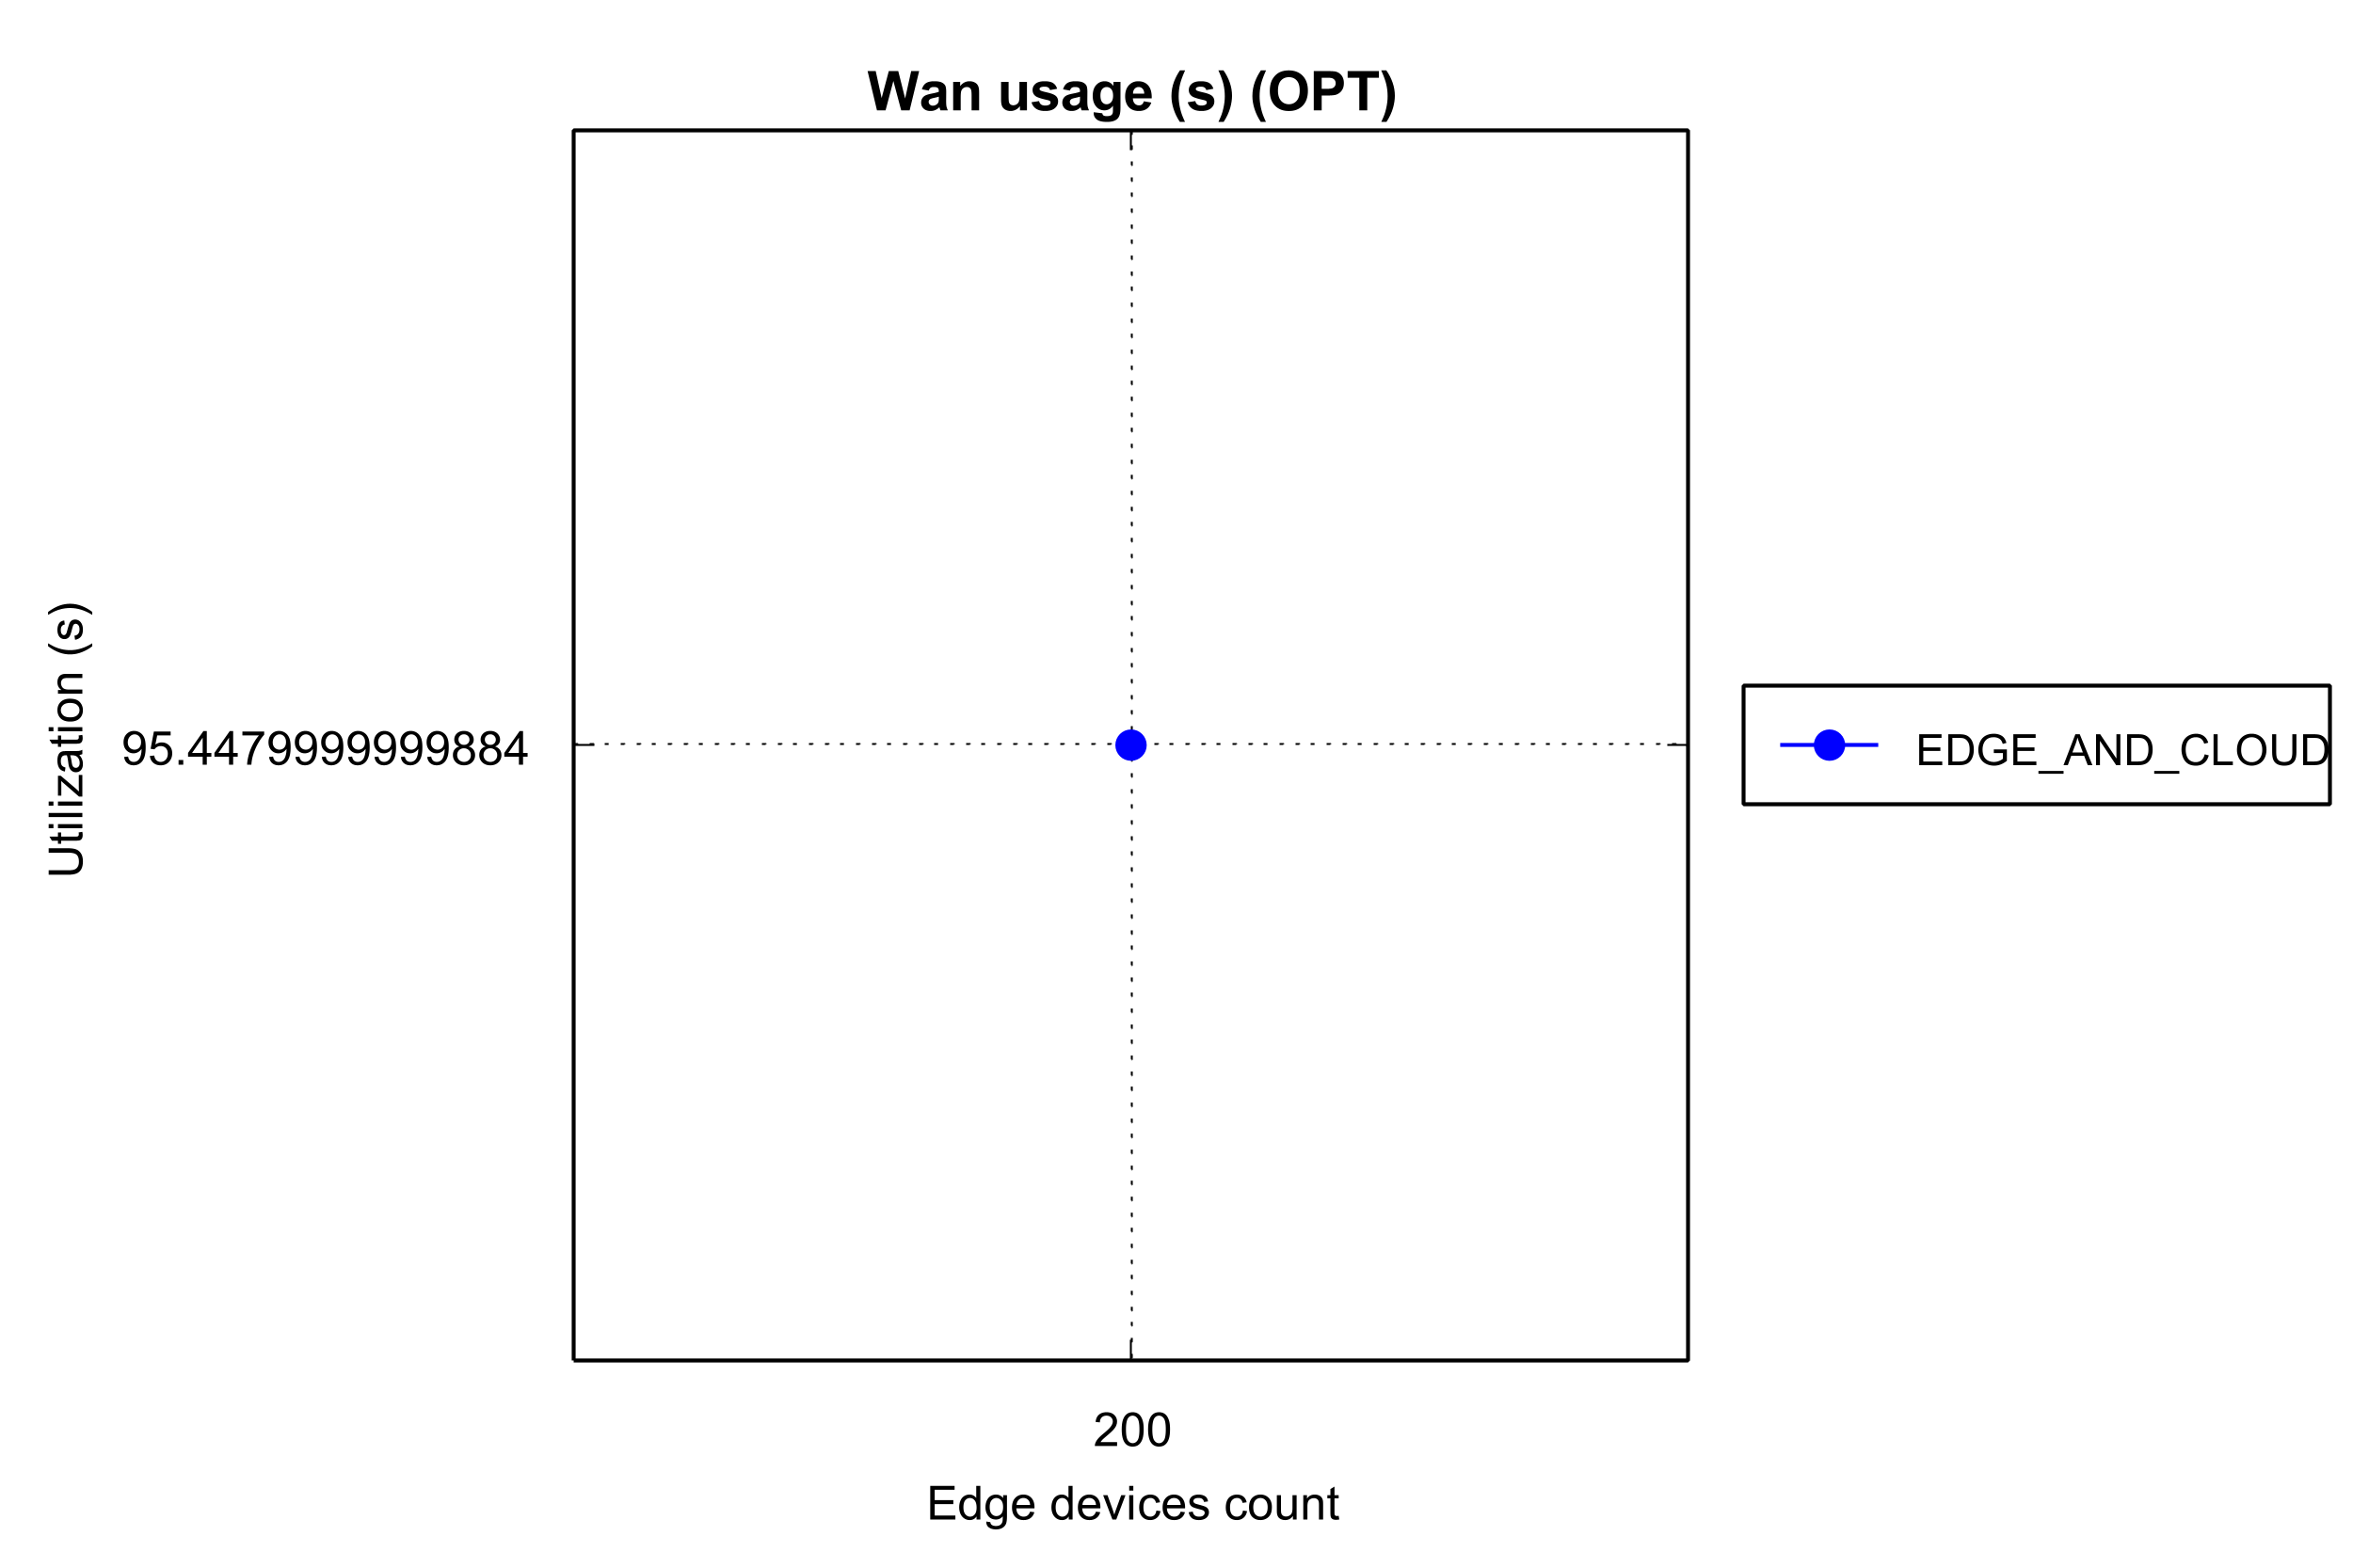 Wan usage (s) (OPT)
Utilization (s)
95.4479999999884
EDGE_AND_CLOUD
200
Edge devices count